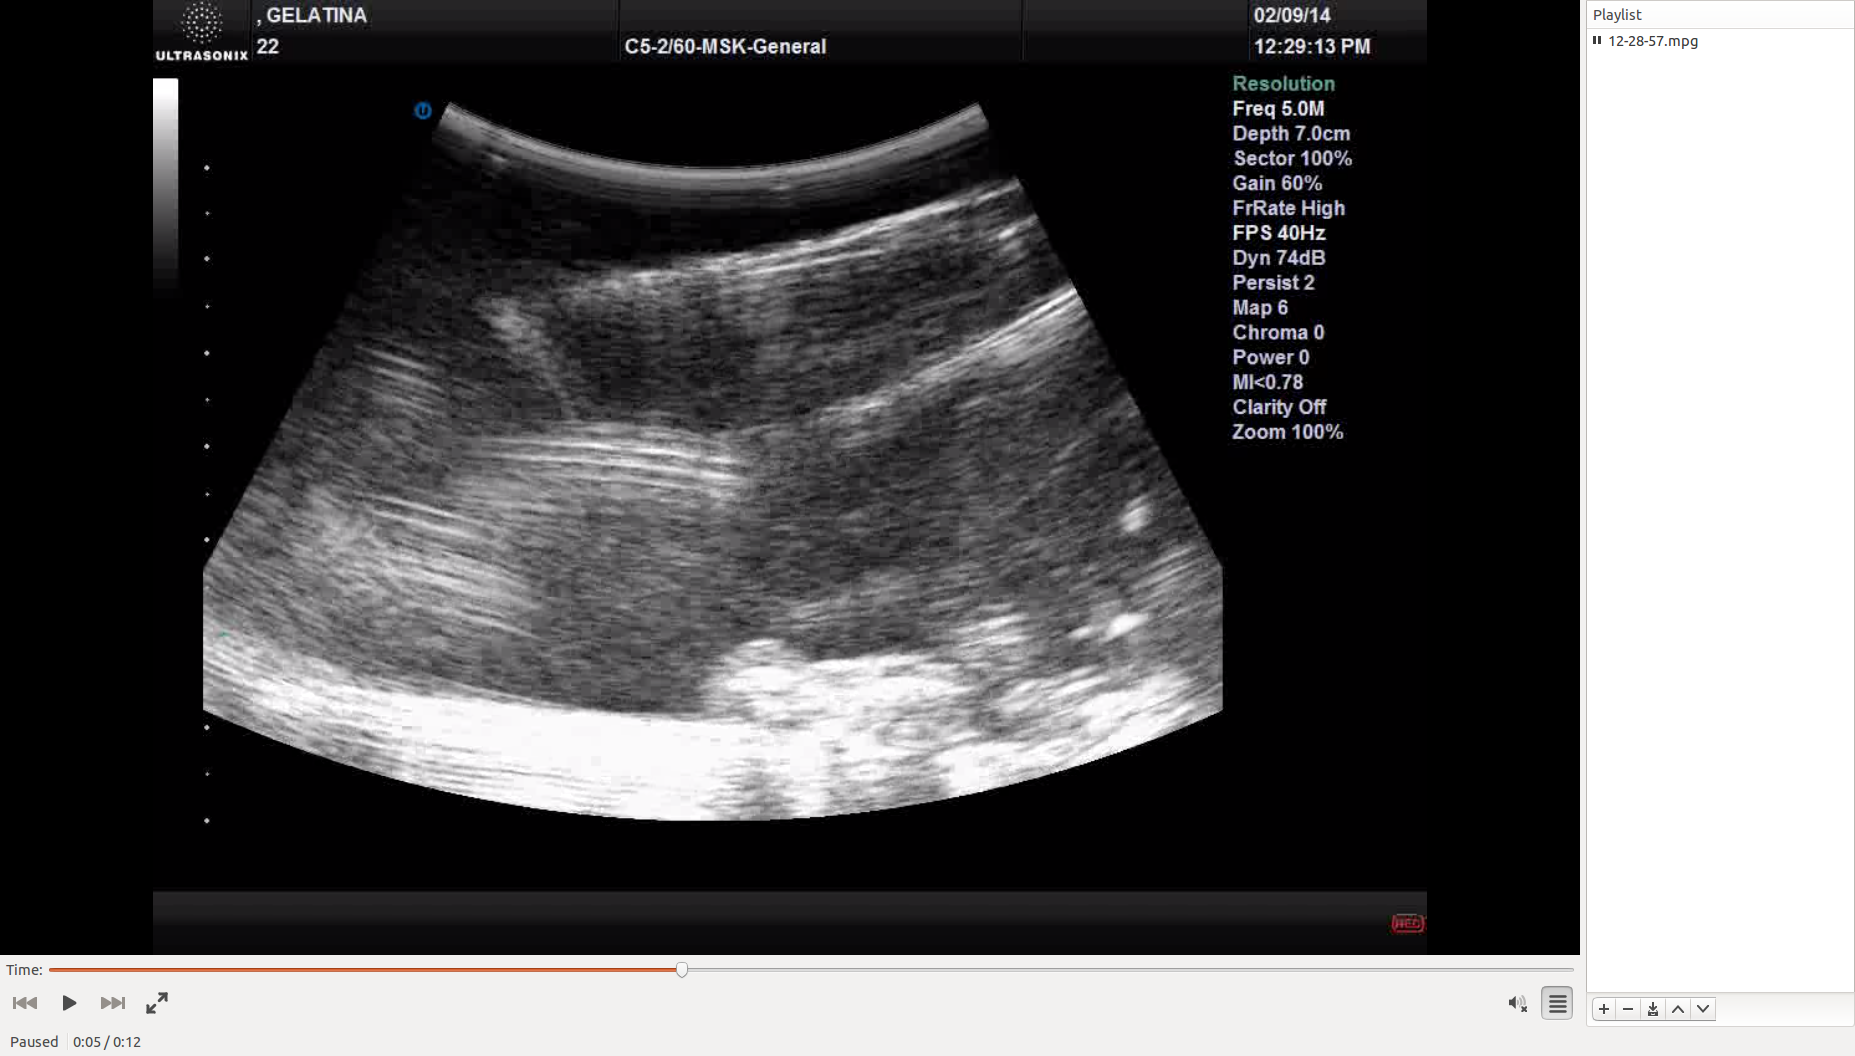 , GELATINA
22
ULTRASONIX
C5-2/60-MSK-General
02/09/14
12:29:13 PM
Resolution
Freq 5.0M
Depth 7.0cm
Sector 100%
Gain 60%
FrRate High
FPS 40Hz
Dyn 74dB
Persist 2
Map 6
Chroma 0
Power 0
MI<0.78
Clarity Off
Zoom 100%
REC
Playlist
12-28-57.mpg
Time:
Paused 0:05 / 0:12